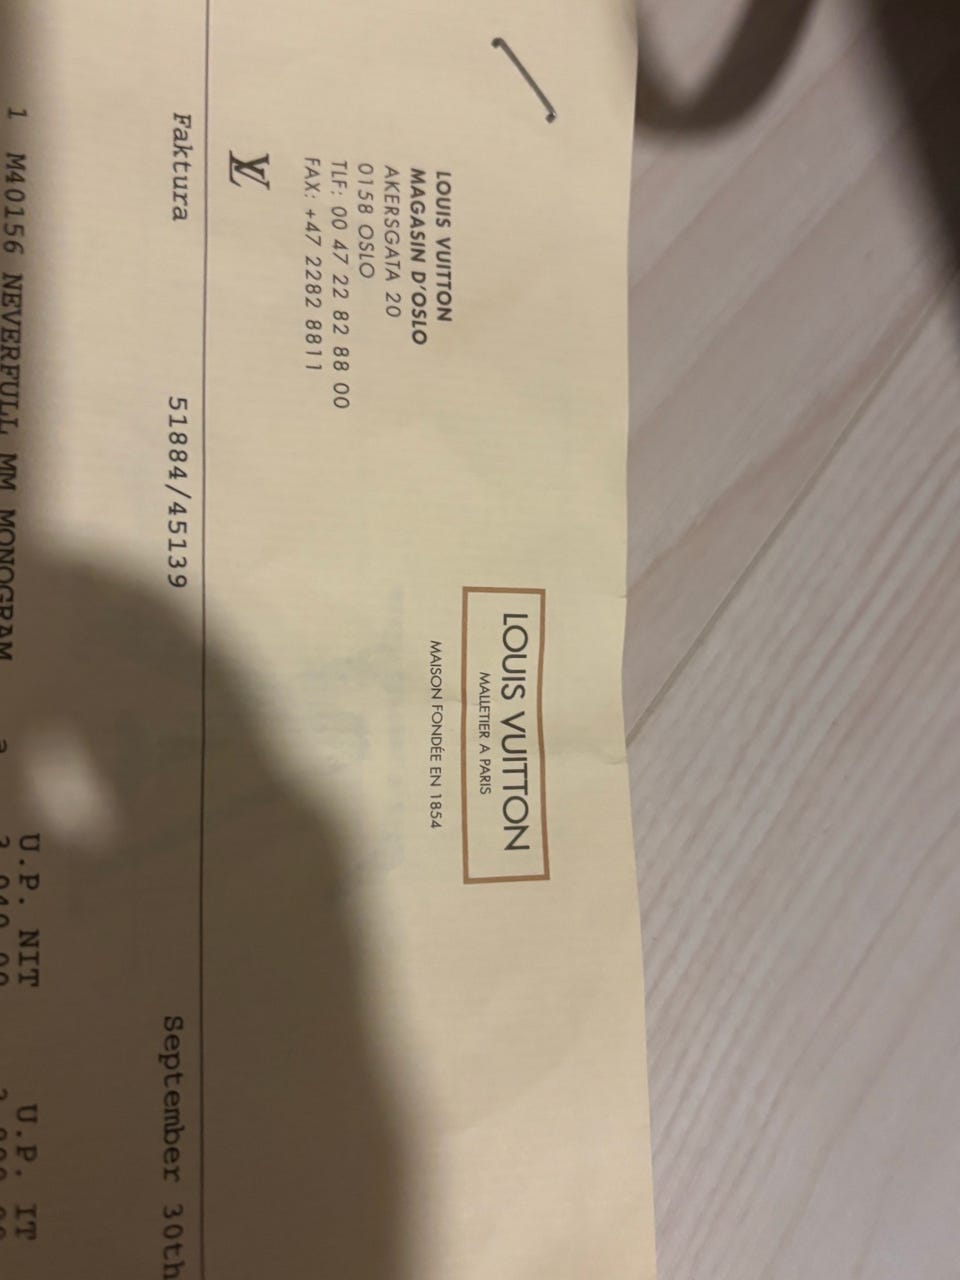 LOUIS VUITTON
MALLETIER A PARIS
MAISON FONDÉE EN 1854
LOUIS VUITTON
MAGASIN D'OSLO
AKERSGATA 20
0158 OSLO
TLF: 00 47 22 82 88 00
FAX: +47 2282 8811
LV
Faktura 51884/45139 September 30th
U.P. NIT U.P. IT
1 M40156 NEVERFULL MM MONOGRAM